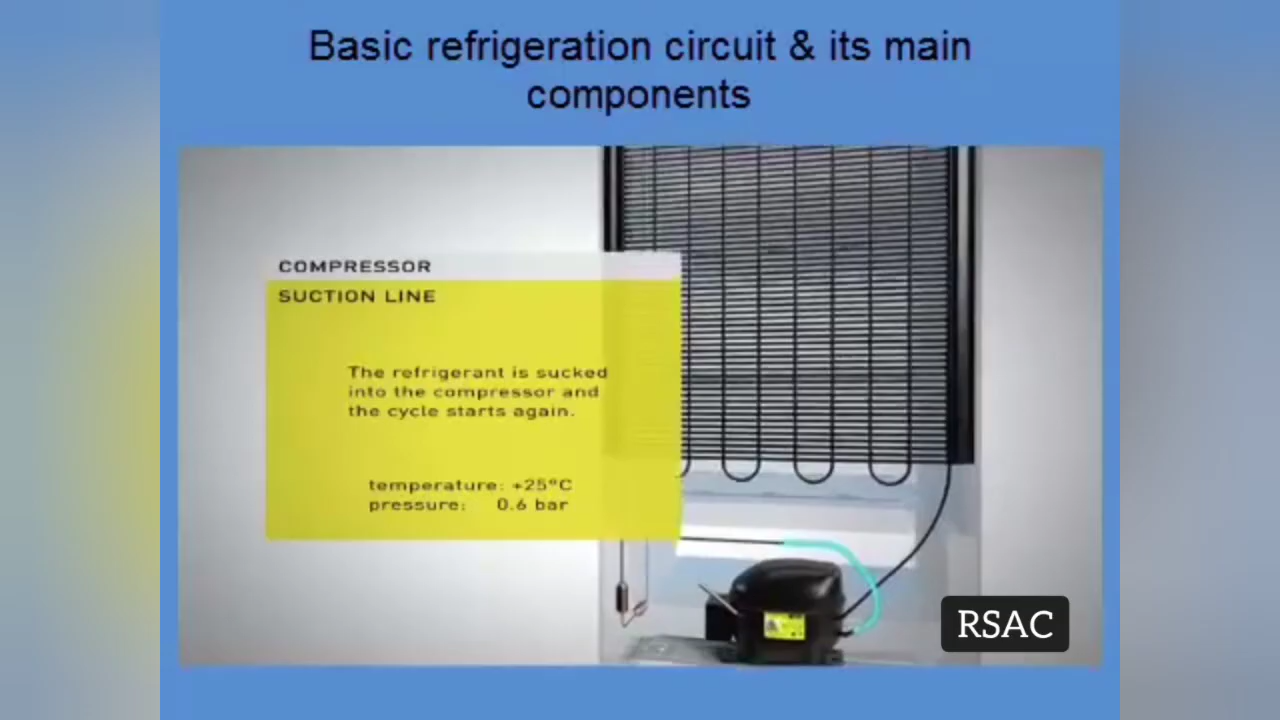 Basic refrigeration circuit & its main
components
COMPRESSOR
SUCTION LINE
The refrigerant is sucked
into the compressor and
the cycle starts again.
temperature: +25°C
pressure: 0.6 bar
RSAC